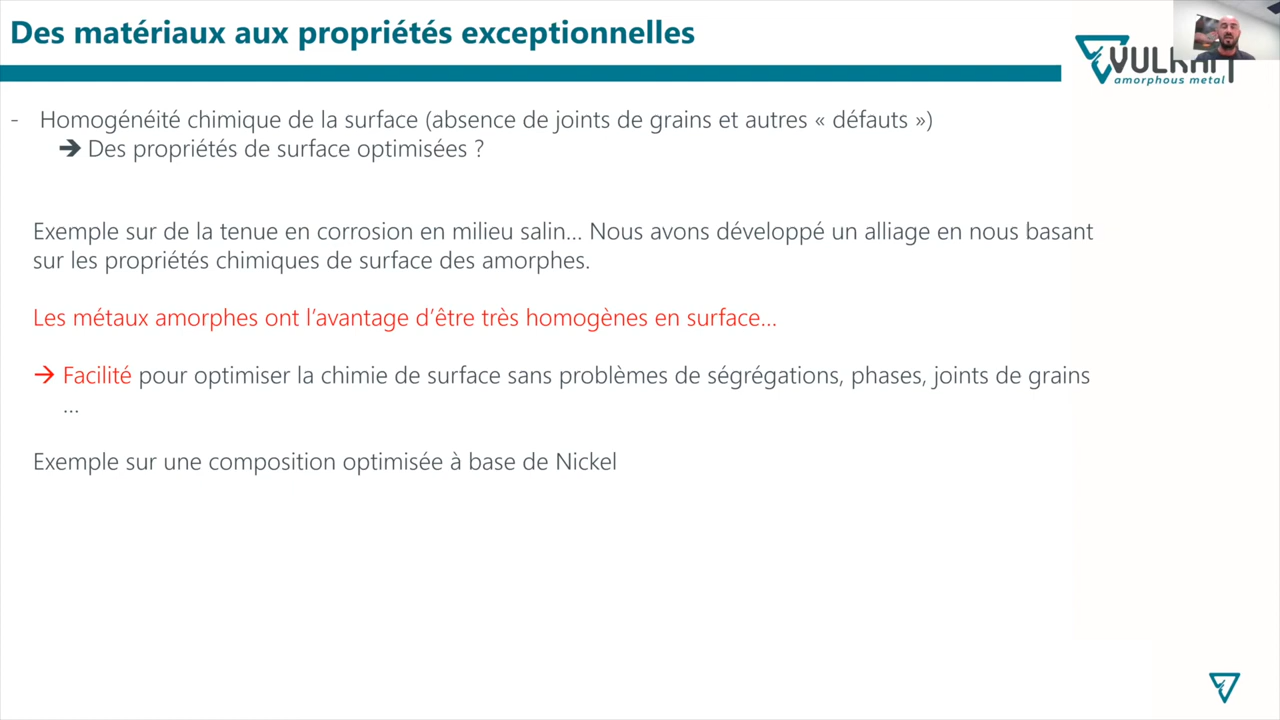 Des matériaux aux propriétés exceptionnelles
VULKAM
amorphous metal
- Homogénéité chimique de la surface (absence de joints de grains et autres « défauts »)
➔ Des propriétés de surface optimisées ?
Exemple sur de la tenue en corrosion en milieu salin... Nous avons développé un alliage en nous basant
sur les propriétés chimiques de surface des amorphes.
Les métaux amorphes ont l’avantage d’être très homogènes en surface...
→ Facilité pour optimiser la chimie de surface sans problèmes de ségrégations, phases, joints de grains
...
Exemple sur une composition optimisée à base de Nickel